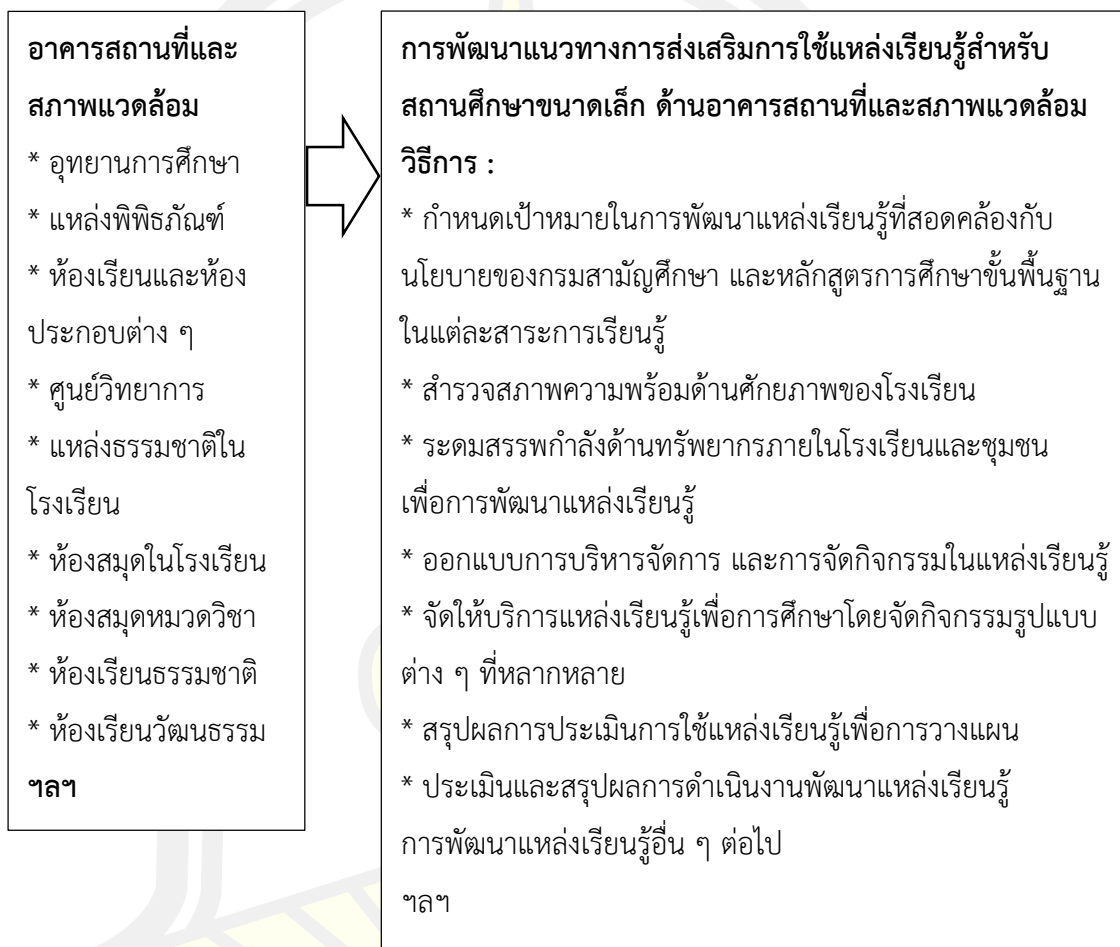 อาคารสถานที่และ
สภาพแวดล้อม
* อุทยานการศึกษา
* แหล่งพิพิธภัณฑ์
* ห้องเรียนและห้อง
ประกอบต่าง ๆ
* ศูนย์วิทยาการ
* แหล่งธรรมชาติใน
โรงเรียน
* ห้องสมุดในโรงเรียน
* ห้องสมุดหมวดวิชา
* ห้องเรียนธรรมชาติ
* ห้องเรียนวัฒนธรรม
ฯลฯ
การพัฒนาแนวทางการส่งเสริมการใช้แหล่งเรียนรู้สำหรับ
สถานศึกษาขนาดเล็ก ด้านอาคารสถานที่และสภาพแวดล้อม
วิธีการ :
* กำหนดเป้าหมายในการพัฒนาแหล่งเรียนรู้ที่สอดคล้องกับ
นโยบายของกรมสามัญศึกษา และหลักสูตรการศึกษาขั้นพื้นฐาน
ในแต่ละสาระการเรียนรู้
* สำรวจสภาพความพร้อมด้านศักยภาพของโรงเรียน
* ระดมสรรพกำลังด้านทรัพยากรภายในโรงเรียนและชุมชน
เพื่อการพัฒนาแหล่งเรียนรู้
* ออกแบบการบริหารจัดการ และการจัดกิจกรรมในแหล่งเรียนรู้
* จัดให้บริการแหล่งเรียนรู้เพื่อการศึกษาโดยจัดกิจกรรมรูปแบบ
ต่าง ๆ ที่หลากหลาย
* สรุปผลการประเมินการใช้แหล่งเรียนรู้เพื่อการวางแผน
* ประเมินและสรุปผลการดำเนินงานพัฒนาแหล่งเรียนรู้
การพัฒนาแหล่งเรียนรู้อื่น ๆ ต่อไป
ฯลฯ